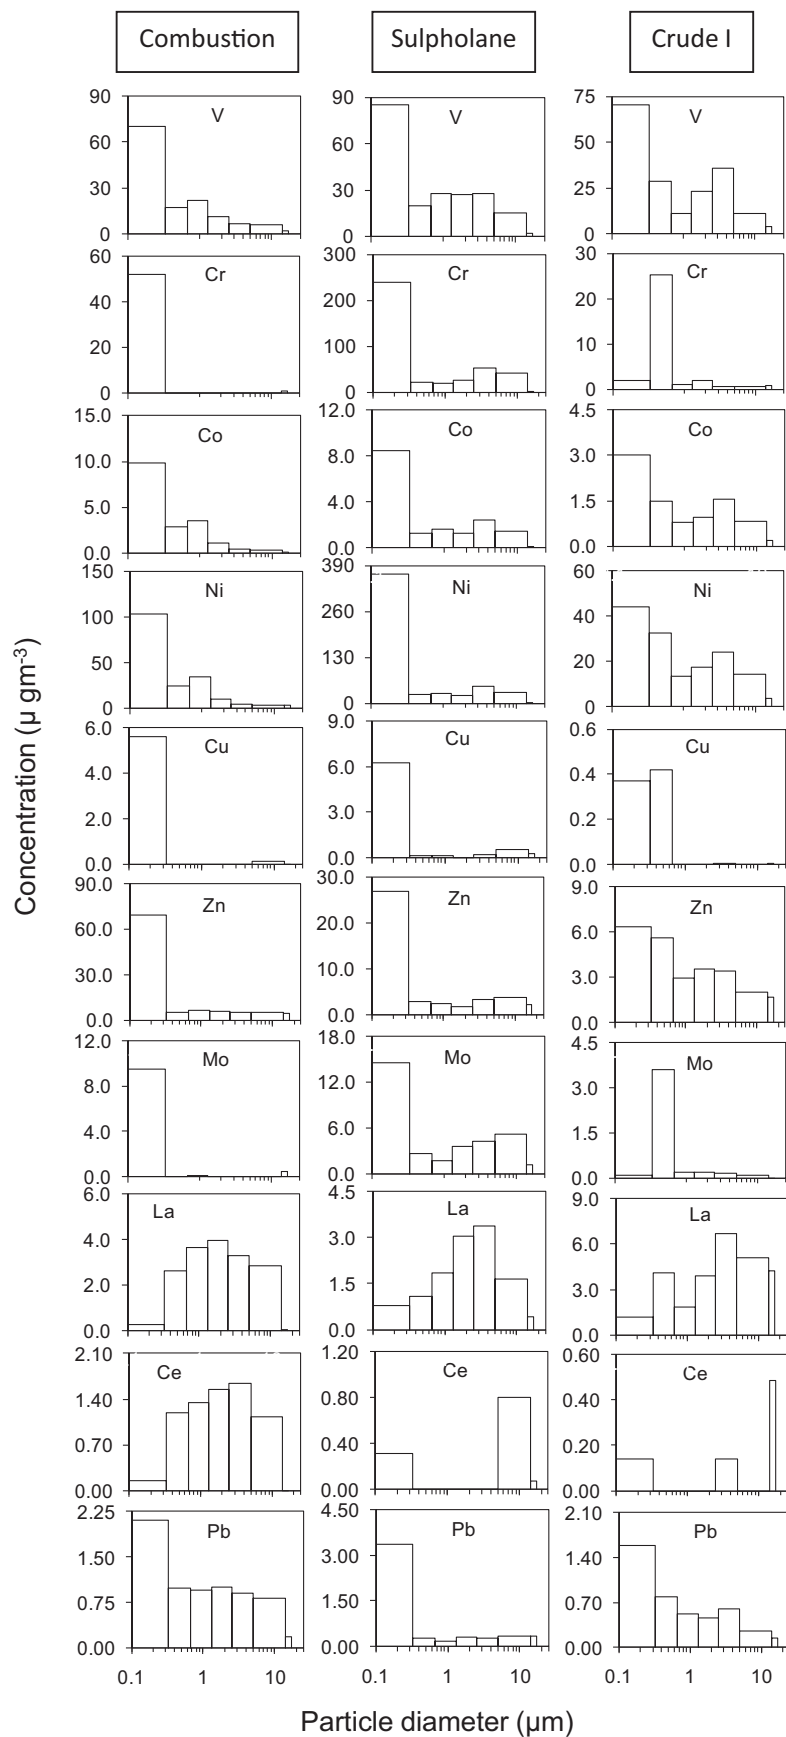 Combustion Sulpholane Crude I
90 60 30 0 V
90 60 30 0 V
75 50 25 0 V
60 40 20 0 Cr
300 200 100 0 Cr
30 20 10 0 Cr
15.0 10.0 5.0 0.0 Co
12.0 8.0 4.0 0.0 Co
4.5 3.0 1.5 0.0 Co
150 100 50 0 Ni
390 260 130 0 Ni
60 40 20 0 Ni
6.0 4.0 2.0 0.0 Cu
9.0 6.0 3.0 0.0 Cu
0.6 0.4 0.2 0.0 Cu
90.0 60.0 30.0 0.0 Zn
30.0 20.0 10.0 0.0 Zn
9.0 6.0 3.0 0.0 Zn
12.0 8.0 4.0 0.0 Mo
18.0 12.0 6.0 0.0 Mo
4.5 3.0 1.5 0.0 Mo
6.0 4.0 2.0 0.0 La
4.5 3.0 1.5 0.0 La
9.0 6.0 3.0 0.0 La
2.10 1.40 0.70 0.00 Ce
1.20 0.80 0.40 0.00 Ce
0.60 0.40 0.20 0.00 Ce
2.25 1.50 0.75 0.00 Pb
4.50 3.00 1.50 0.00 Pb
2.10 1.40 0.70 0.00 Pb
0.1 1 10 0.1 1 10 0.1 1 10
Concentration (µ gm-3)
Particle diameter (µm)